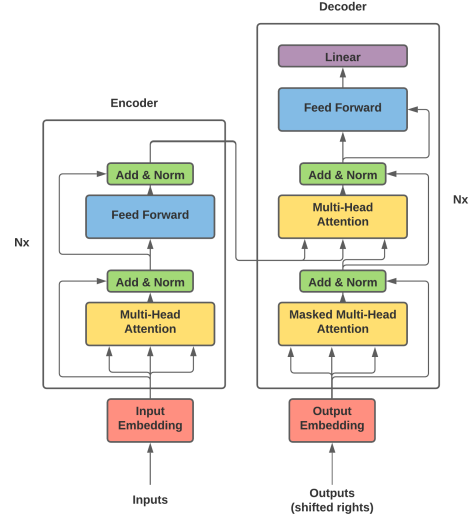 Decoder
Linear
Feed Forward
Encoder
Add & Norm
Add & Norm
Nx
Feed Forward
Multi-Head
Attention
Nx
Add & Norm
Add & Norm
Multi-Head
Attention
Masked Multi-Head
Attention
Input
Embedding
Output
Embedding
Inputs
Outputs
(shifted rights)